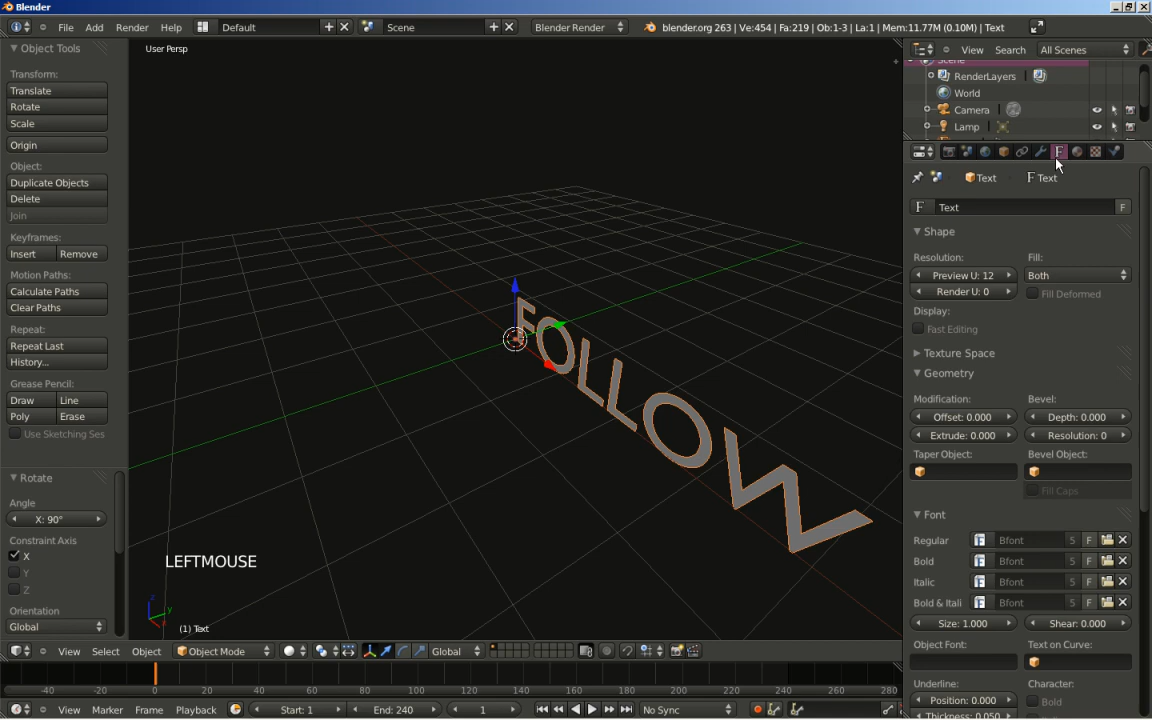 Blender
File Add Render Help Default Scene Blender Render blender.org 263 | Ve:454 | Fa:219 | Ob:1-3 | La:1 | Mem:11.77M (0.10M) | Text
Object Tools
Transform:
Translate
Rotate
Scale
Origin
Object:
Duplicate Objects
Delete
Join
Keyframes:
Insert Remove
Motion Paths:
Calculate Paths
Clear Paths
Repeat:
Repeat Last
History...
Grease Pencil:
Draw Line
Poly Erase
Use Sketching Ses
Rotate
Angle
X: 90°
Constraint Axis
X
Y
Z
Orientation
Global
User Persp
FOLLOW
LEFTMOUSE
(1) Text
View Select Object Object Mode Global
-40 -20 0 20 40 60 80 100 120 140 160 180 200 220 240 260 280
View Marker Frame Playback Start: 1 End: 240 1 No Sync
View Search All Scenes
Scene
RenderLayers
World
Camera
Lamp
Text F Text
F Text F
Shape
Resolution: Fill:
Preview U: 12 Both
Render U: 0 Fill Deformed
Display:
Fast Editing
Texture Space
Geometry
Modification: Bevel:
Offset: 0.000 Depth: 0.000
Extrude: 0.000 Resolution: 0
Taper Object: Bevel Object:
Fill Caps
Font
Regular Bfont 5 F
Bold Bfont 5 F
Italic Bfont 5 F
Bold & Itali Bfont 5 F
Size: 1.000 Shear: 0.000
Object Font: Text on Curve:
Underline: Character:
Position: 0.000 Bold
Thickness: 0.050